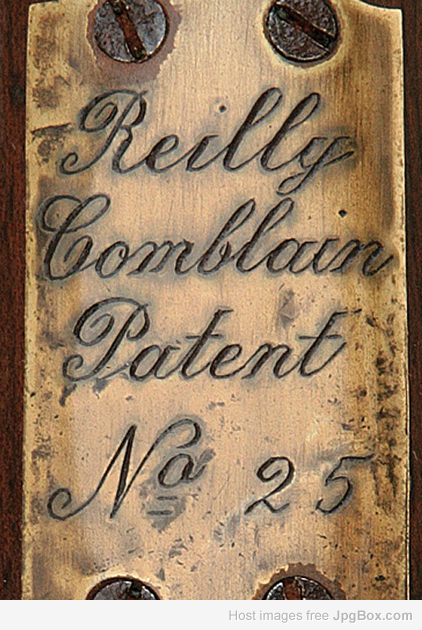 Reilly
Comblain
Patent
No 25
Host images free JpgBox.com